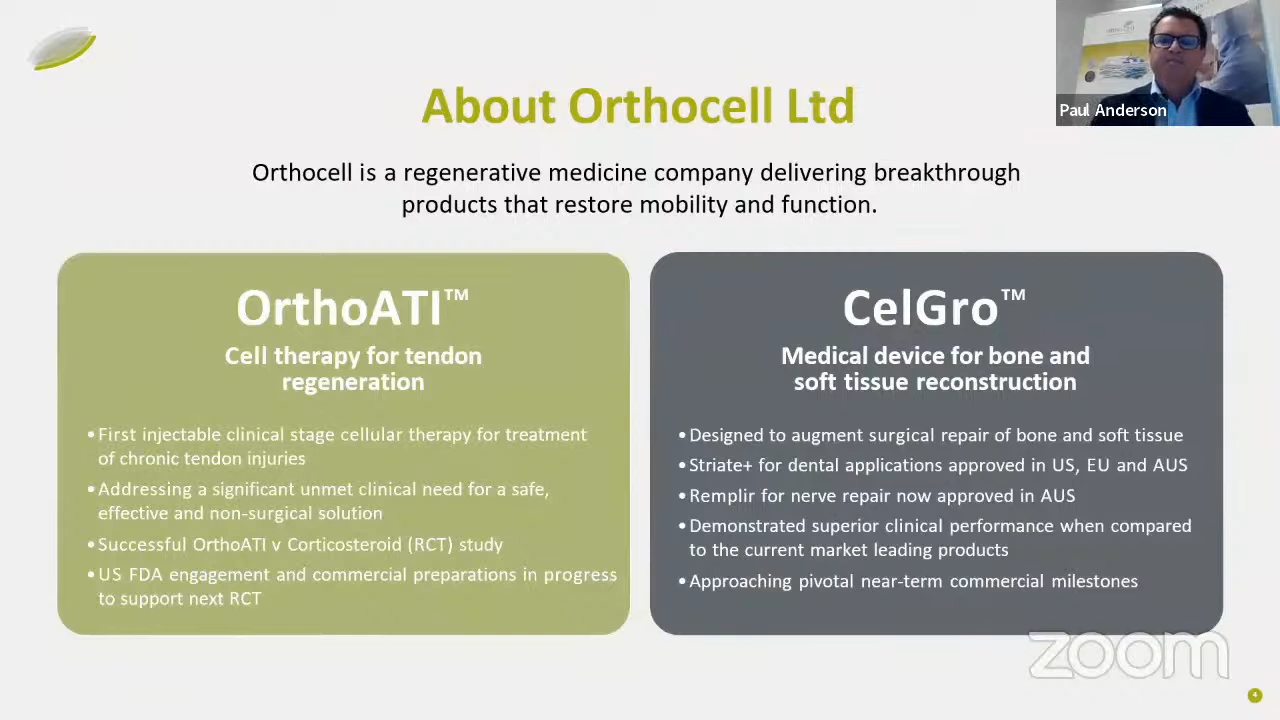 About Orthocell Ltd
Paul Anderson
Orthocell is a regenerative medicine company delivering breakthrough
products that restore mobility and function.
OrthoATI™
Cell therapy for tendon
regeneration
•First injectable clinical stage cellular therapy for treatment
of chronic tendon injuries
•Addressing a significant unmet clinical need for a safe,
effective and non-surgical solution
•Successful OrthoATI v Corticosteroid (RCT) study
•US FDA engagement and commercial preparations in progress
to support next RCT
CelGro™
Medical device for bone and
soft tissue reconstruction
•Designed to augment surgical repair of bone and soft tissue
•Striate+ for dental applications approved in US, EU and AUS
•Remplir for nerve repair now approved in AUS
•Demonstrated superior clinical performance when compared
to the current market leading products
•Approaching pivotal near-term commercial milestones
zoom
4